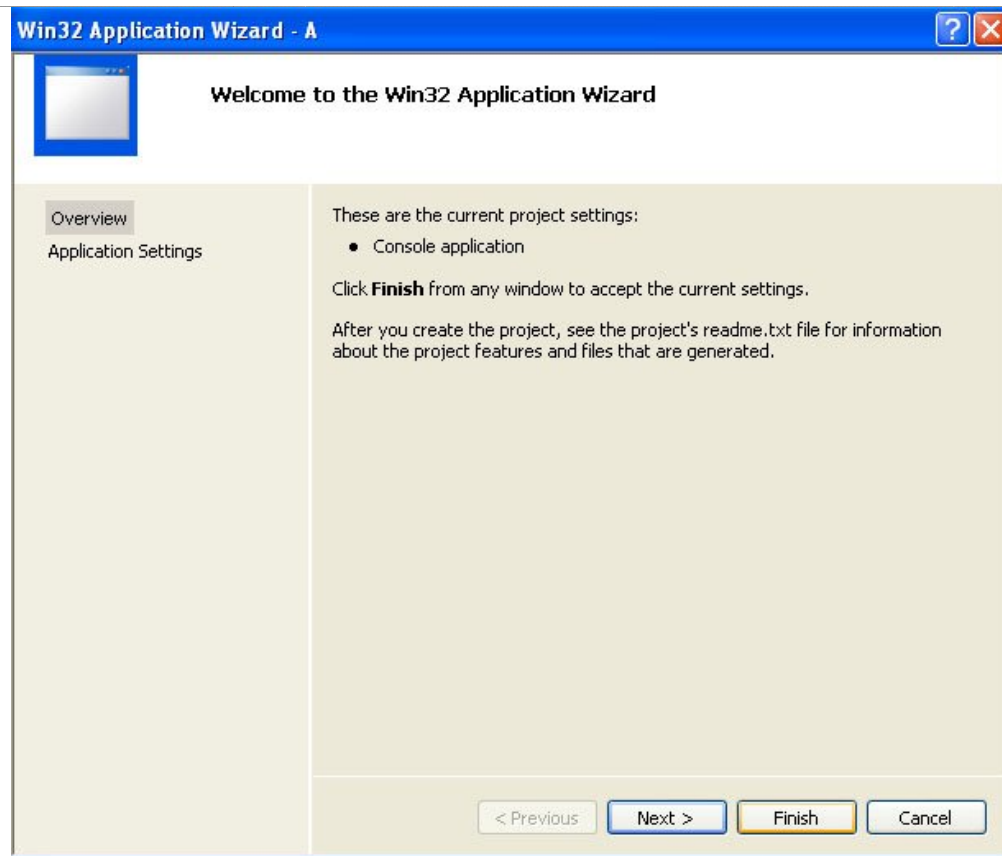 Win32 Application Wizard - A
?
Welcome to the Win32 Application Wizard
Overview
Application Settings
These are the current project settings:
• Console application
Click Finish from any window to accept the current settings.
After you create the project, see the project's readme.txt file for information
about the project features and files that are generated.
< Previous
Next >
Finish
Cancel